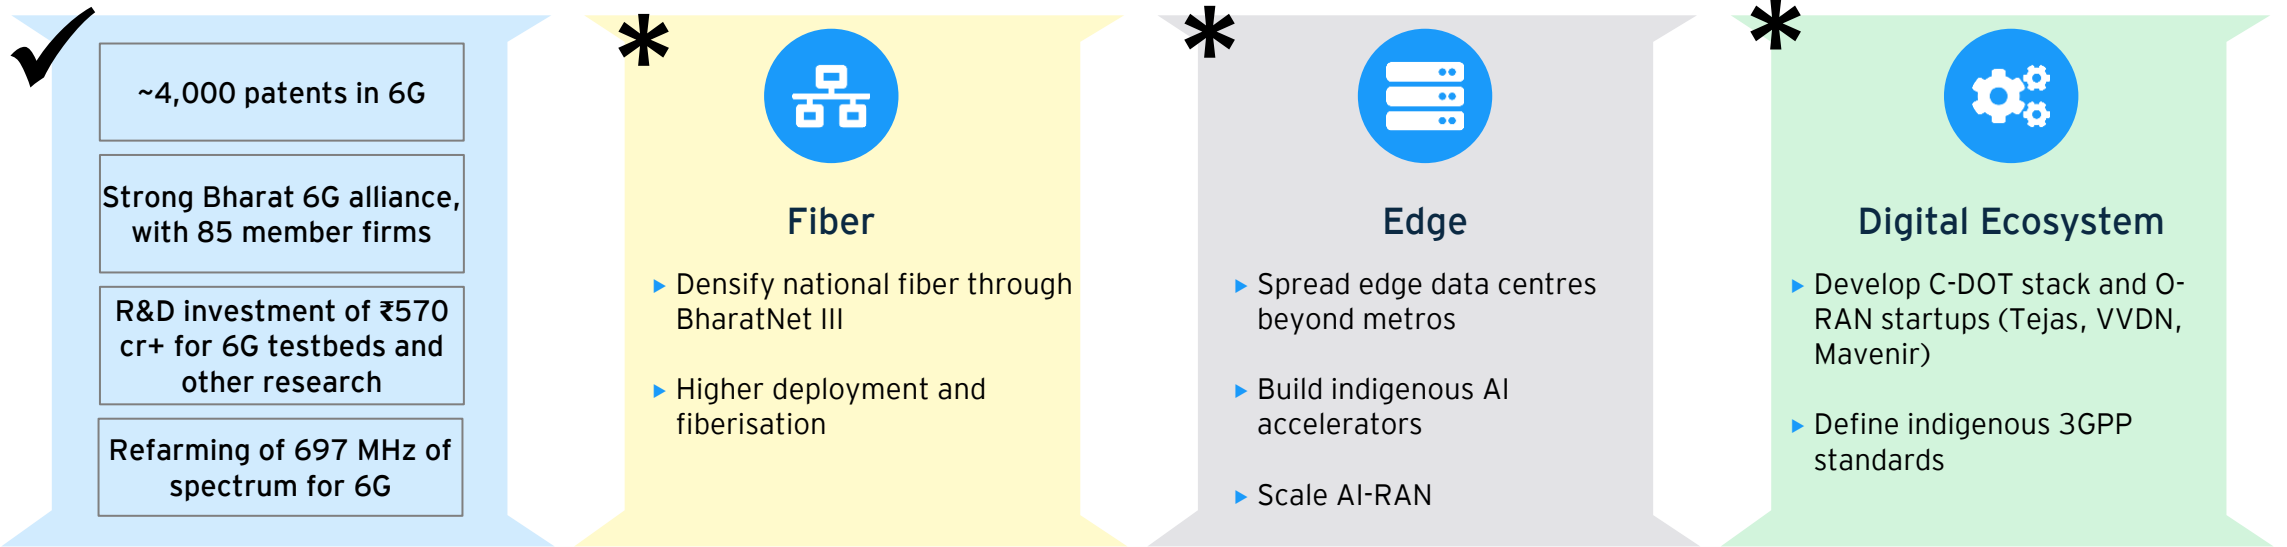 ~4,000 patents in 6G
Strong Bharat 6G alliance,
with 85 member firms
R&D investment of ₹570
cr+ for 6G testbeds and
other research
Refarming of 697 MHz of
spectrum for 6G
*
Fiber
Densify national fiber through
BharatNet III
Higher deployment and
fiberisation
*
Edge
Spread edge data centres
beyond metros
Build indigenous AI
accelerators
Scale AI-RAN
*
Digital Ecosystem
Develop C-DOT stack and O-
RAN startups (Tejas, VVDN,
Mavenir)
Define indigenous 3GPP
standards